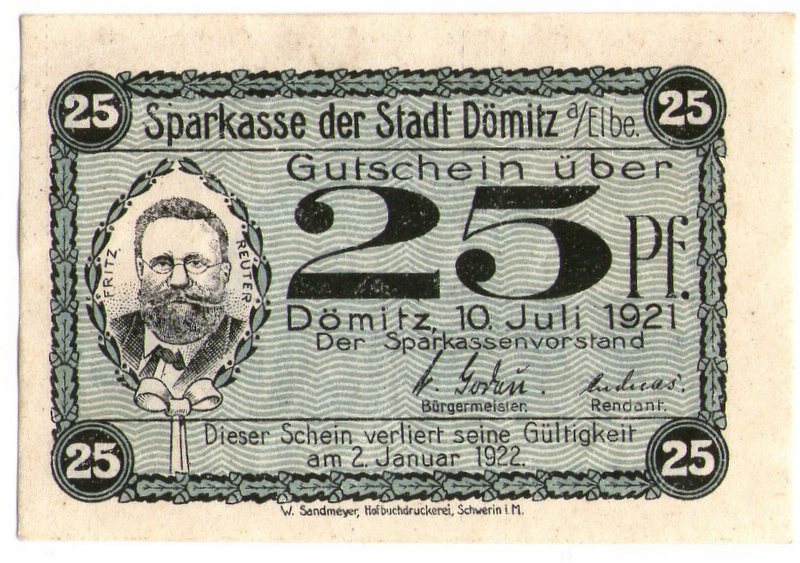 25 Sparkasse der Stadt Dömitz a/Elbe. 25
Gutschein über
25 Pf.
FRITZ REUTER
Dömitz, 10. Juli 1921
Der Sparkassenvorstand
Bürgermeister. Rendant.
Dieser Schein verliert seine Gültigkeit
25 am 2. Januar 1922. 25
W. Sandmeyer, Hofbuchdruckerei, Schwerin i. M.